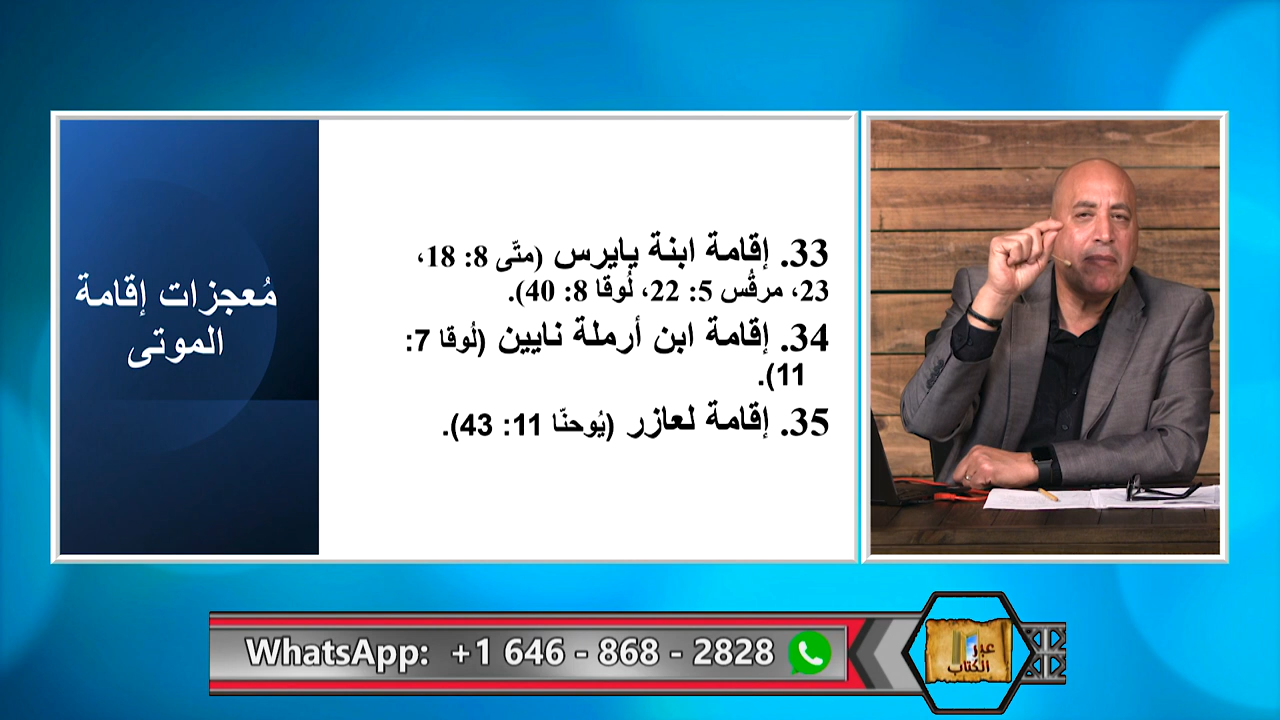 مُعجزات إقامة
الموتى
33. إقامة ابنة يايرس (متّى 8: 18،
23، مرقُس 5: 22، لُوقا 8: 40).
34. إقامة ابن أرملة نايين (لُوقا 7:
11).
35. إقامة لعازر (يُوحنّا 11: 43).
WhatsApp: +1 646 - 868 - 2828
عبر
الكتاب